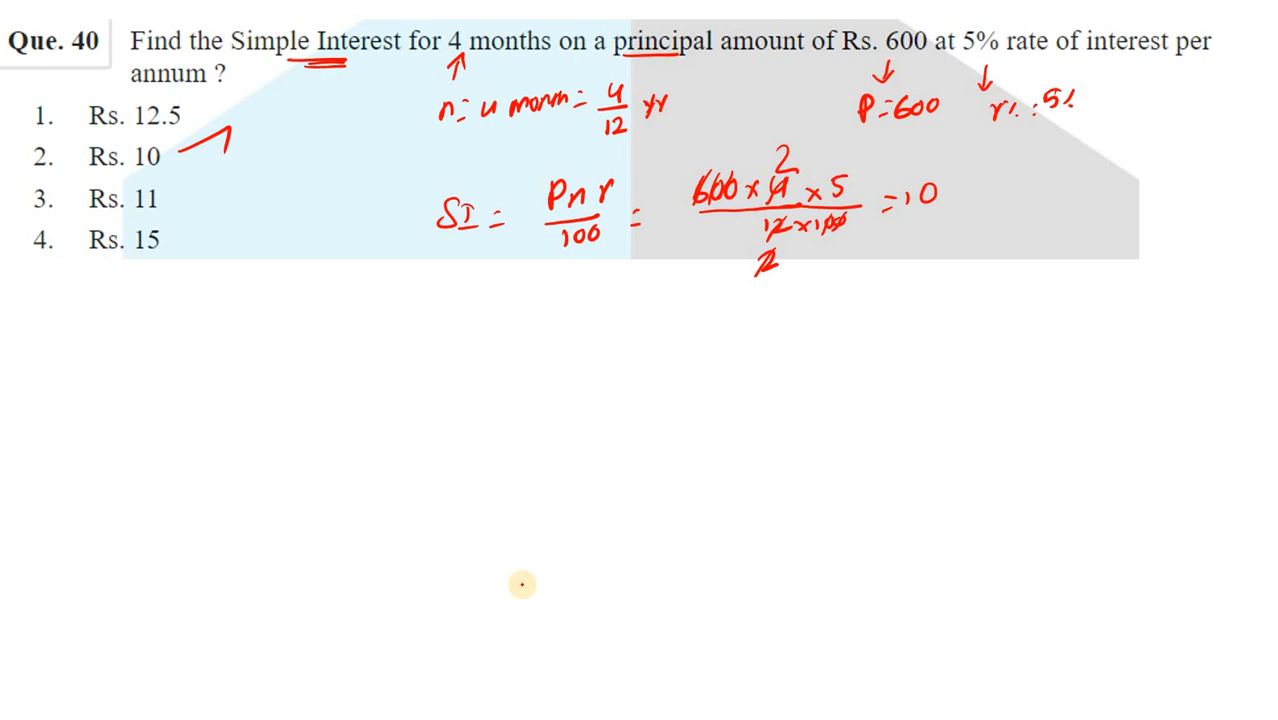 Que. 40 Find the Simple Interest for 4 months on a principal amount of Rs. 600 at 5% rate of interest per
annum ?
n = 4 month = 4/12 yr
P = 600
r% = 5%
1. Rs. 12.5
2. Rs. 10
3. Rs. 11
4. Rs. 15
SI = Pnr/100 = 600 × 4 × 5 / 12 × 100 = 10
2
2